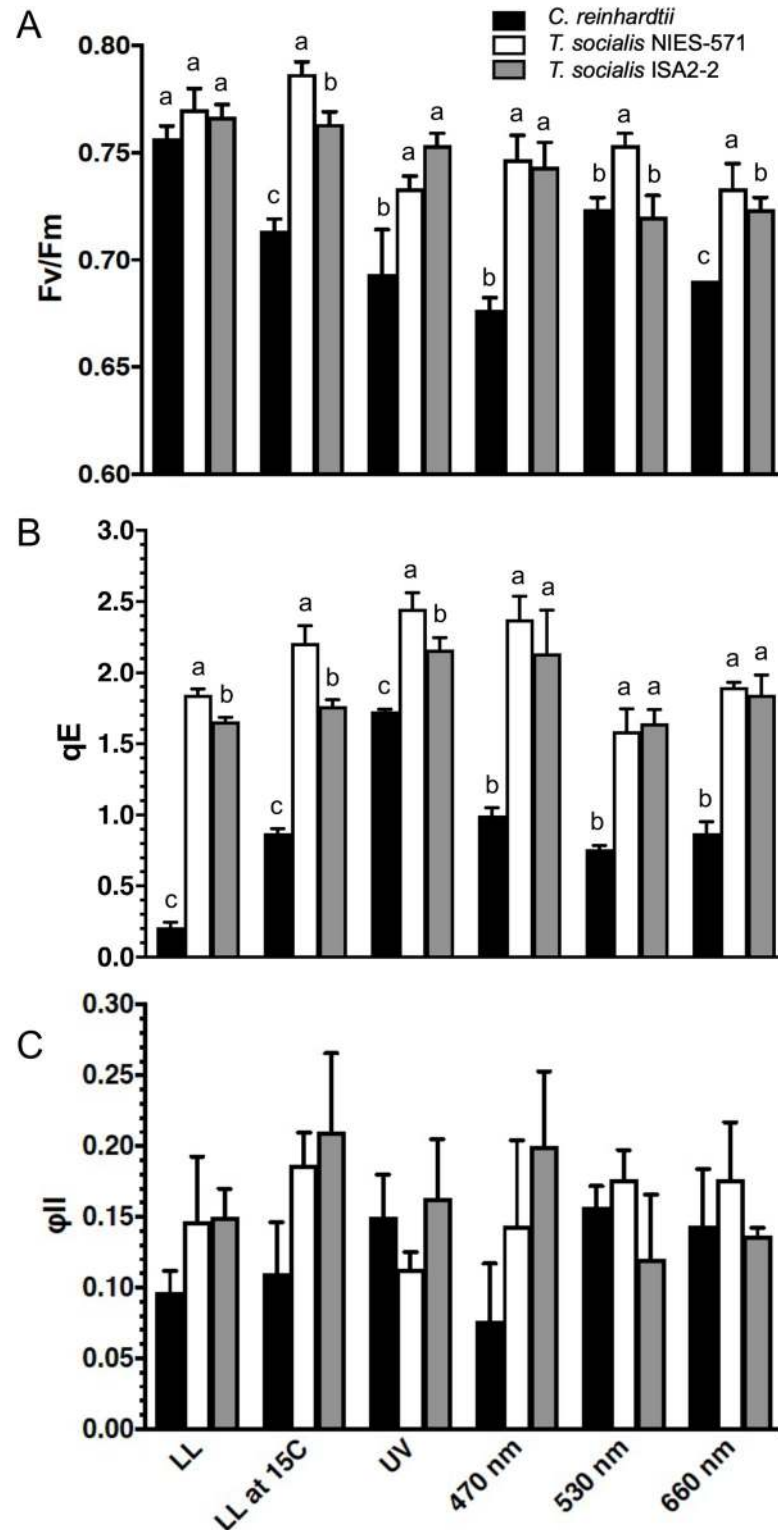 A
C. reinhardtii
T. socialis NIES-571
T. socialis ISA2-2
0.80
0.75
0.70
0.65
0.60
Fv/Fm
a a a
c a b
b a a
b a a
b a b
c a b
B
3.0
2.5
2.0
1.5
1.0
0.5
0.0
qE
c a b
c a b
c a b
b a a
b a a
b a a
C
0.30
0.25
0.20
0.15
0.10
0.05
0.00
φII
LL
LL at 15C
UV
470 nm
530 nm
660 nm